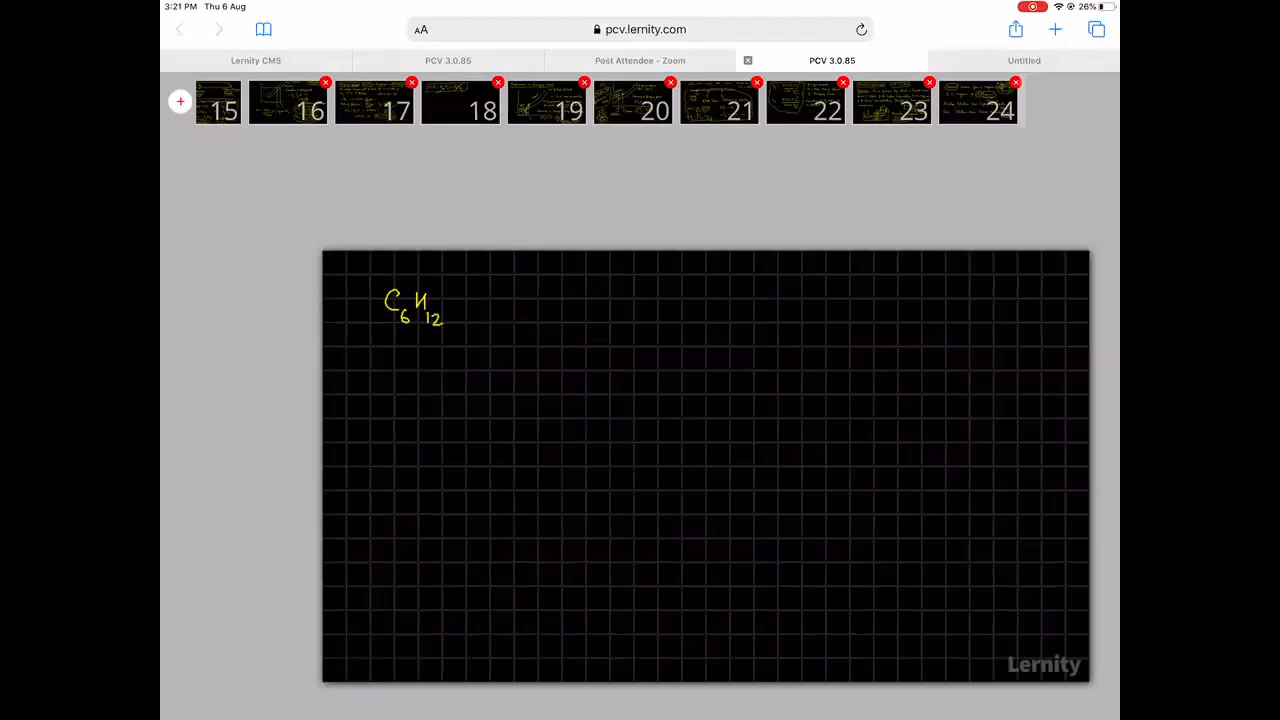 3:21 PM Thu 6 Aug
26%
AA pcv.lernity.com
Lernity CMS PCV 3.0.85 Post Attendee - Zoom PCV 3.0.85 Untitled
15 16 17 18 19 20 21 22 23 24
C₆H₁₂
Lernity